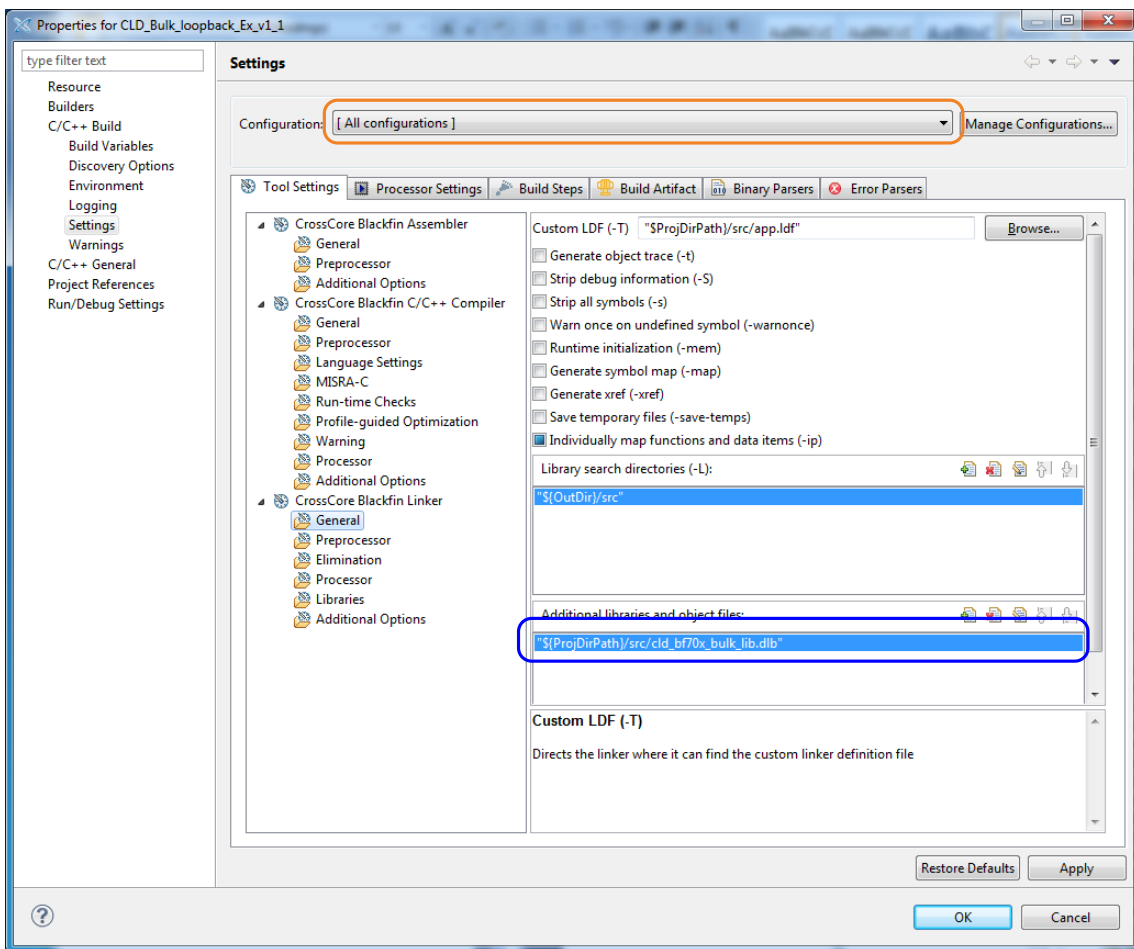 Properties for CLD_Bulk_loopback_Ex_v1_1
type filter text
Resource
Builders
C/C++ Build
Build Variables
Discovery Options
Environment
Logging
Settings
Warnings
C/C++ General
Project References
Run/Debug Settings
Settings
Configuration: [ All configurations ] Manage Configurations...
Tool Settings Processor Settings Build Steps Build Artifact Binary Parsers Error Parsers
CrossCore Blackfin Assembler
General
Preprocessor
Additional Options
CrossCore Blackfin C/C++ Compiler
General
Preprocessor
Language Settings
MISRA-C
Run-time Checks
Profile-guided Optimization
Warning
Processor
Additional Options
CrossCore Blackfin Linker
General
Preprocessor
Elimination
Processor
Libraries
Additional Options
Custom LDF (-T) "$ProjDirPath}/src/app.ldf" Browse...
Generate object trace (-t)
Strip debug information (-S)
Strip all symbols (-s)
Warn once on undefined symbol (-warnonce)
Runtime initialization (-mem)
Generate symbol map (-map)
Generate xref (-xref)
Save temporary files (-save-temps)
Individually map functions and data items (-ip)
Library search directories (-L):
"${OutDir}/src"
Additional libraries and object files:
"${ProjDirPath}/src/cld_bf70x_bulk_lib.dlb"
Custom LDF (-T)
Directs the linker where it can find the custom linker definition file
Restore Defaults Apply
OK Cancel